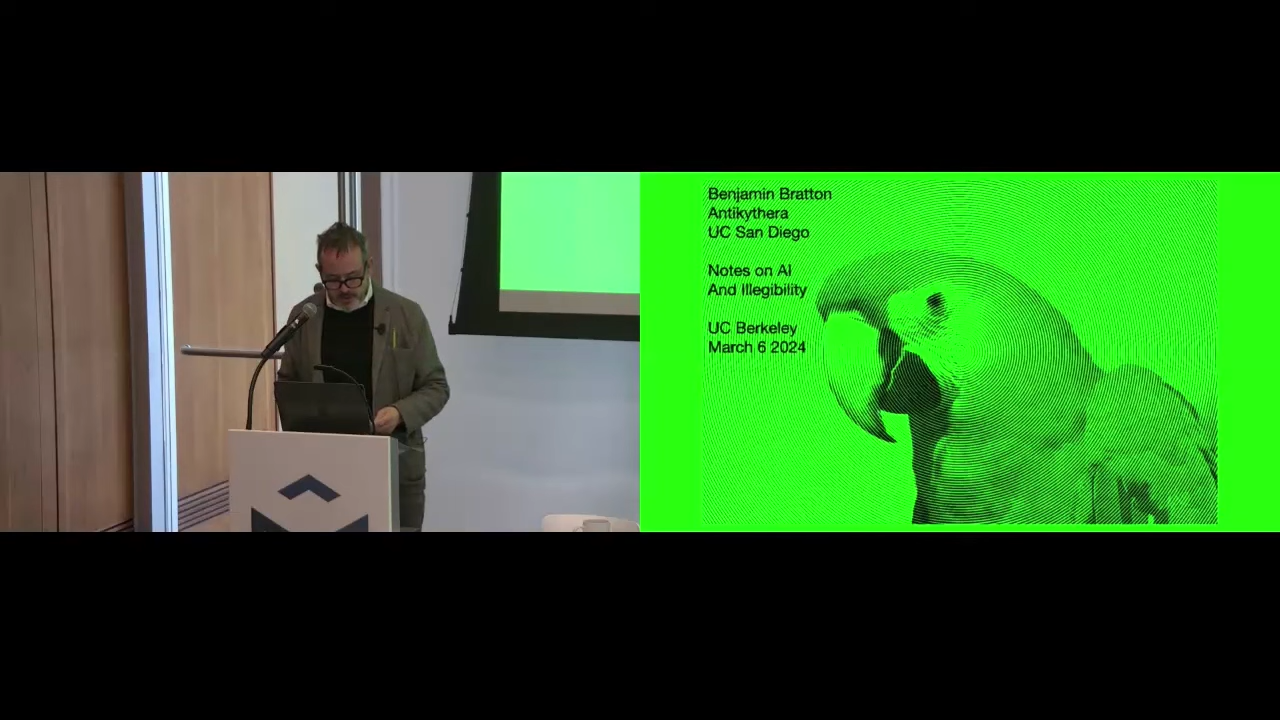 Benjamin Bratton
Antikythera
UC San Diego
Notes on AI
And Illegibility
UC Berkeley
March 6 2024